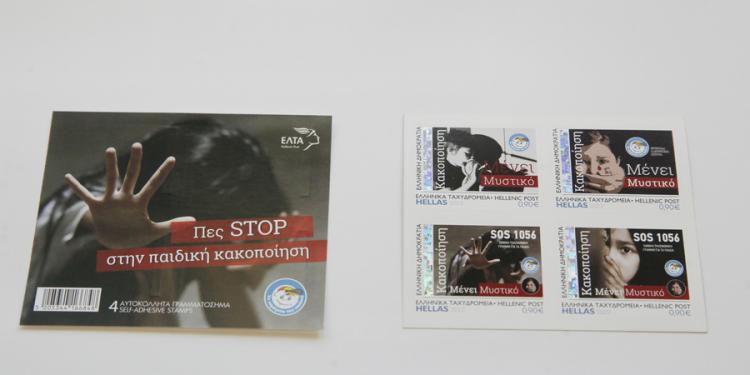 ΕΛΤΑ
Hellenic Post
Πες STOP
στην παιδική κακοποίηση
4 ΑΥΤΟΚΟΛΛΗΤΑ ΓΡΑΜΜΑΤΟΣΗΜΑ
SELF-ADHESIVE STAMPS
ΕΛΛΗΝΙΚΗ ΔΗΜΟΚΡΑΤΙΑ
Κακοποίηση
Μένει
Μυστικό
ΕΛΛΗΝΙΚΑ ΤΑΧΥΔΡΟΜΕΙΑ • HELLENIC POST
HELLAS
0,90€
ΕΛΛΗΝΙΚΗ ΔΗΜΟΚΡΑΤΙΑ
Κακοποίηση
Μένει
Μυστικό
ΕΛΛΗΝΙΚΑ ΤΑΧΥΔΡΟΜΕΙΑ • HELLENIC POST
HELLAS
0,90€
ΕΛΛΗΝΙΚΗ ΔΗΜΟΚΡΑΤΙΑ
Κακοποίηση
SOS 1056
Μένει Μυστικό
ΕΛΛΗΝΙΚΑ ΤΑΧΥΔΡΟΜΕΙΑ • HELLENIC POST
HELLAS
0,90€
ΕΛΛΗΝΙΚΗ ΔΗΜΟΚΡΑΤΙΑ
Κακοποίηση
SOS 1056
Μένει Μυστικό
ΕΛΛΗΝΙΚΑ ΤΑΧΥΔΡΟΜΕΙΑ • HELLENIC POST
HELLAS
0,90€